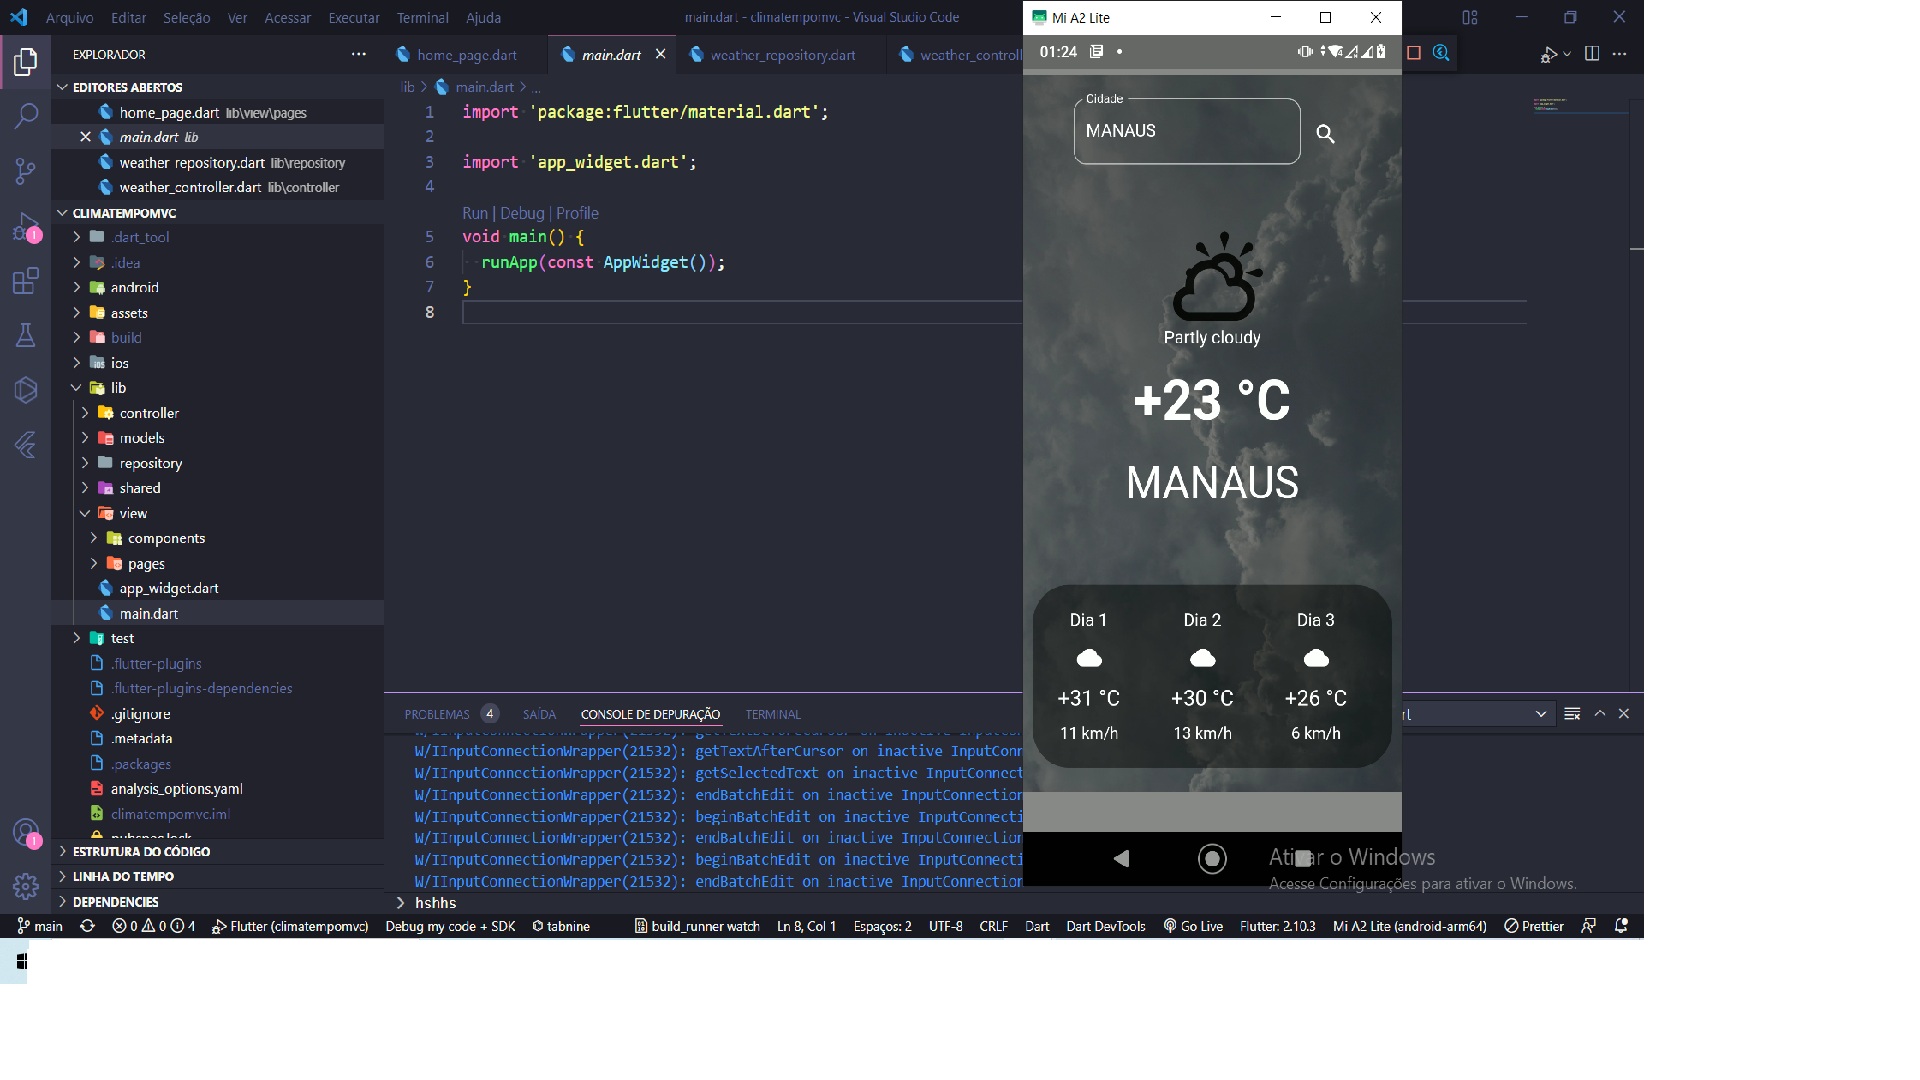 Arquivo Editar Seleção Ver Acessar Executar Terminal Ajuda
main.dart - climatempomvc - Visual Studio Code
EXPLORADOR
EDITORES ABERTOS
home_page.dart lib\view\pages
main.dart lib
weather_repository.dart lib\repository
weather_controller.dart lib\controller
CLIMATEMPOMVC
.dart_tool
.idea
android
assets
build
ios
lib
controller
models
repository
shared
view
components
pages
app_widget.dart
main.dart
test
.flutter-plugins
.flutter-plugins-dependencies
.gitignore
.metadata
.packages
analysis_options.yaml
climatempomvc.iml
pubspec.lock
ESTRUTURA DO CÓDIGO
LINHA DO TEMPO
DEPENDENCIES
home_page.dart main.dart weather_repository.dart weather_controll
lib > main.dart > ...
1 import 'package:flutter/material.dart';
2
3 import 'app_widget.dart';
4
Run | Debug | Profile
5 void main() {
6 runApp(const AppWidget());
7 }
8
PROBLEMAS 4 SAÍDA CONSOLE DE DEPURAÇÃO TERMINAL
W/IInputConnectionWrapper(21532): getTextAfterCursor on inactive InputConn
W/IInputConnectionWrapper(21532): getSelectedText on inactive InputConnect
W/IInputConnectionWrapper(21532): endBatchEdit on inactive InputConnection
W/IInputConnectionWrapper(21532): beginBatchEdit on inactive InputConnecti
W/IInputConnectionWrapper(21532): endBatchEdit on inactive InputConnection
W/IInputConnectionWrapper(21532): beginBatchEdit on inactive InputConnecti
W/IInputConnectionWrapper(21532): endBatchEdit on inactive InputConnection
> hshhs
Mi A2 Lite
01:24
Cidade
MANAUS
Partly cloudy
+23 °C
MANAUS
Dia 1 Dia 2 Dia 3
+31 °C +30 °C +26 °C
11 km/h 13 km/h 6 km/h
Ativar o Windows
Acesse Configurações para ativar o Windows.
main 0 0 4 Flutter (climatempomvc) Debug my code + SDK tabnine build_runner watch Ln 8, Col 1 Espaços: 2 UTF-8 CRLF Dart Dart DevTools Go Live Flutter: 2.10.3 Mi A2 Lite (android-arm64) Prettier